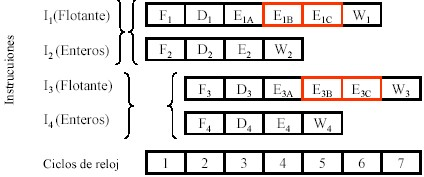 Instrucuiones
I1(Flotante) F1 D1 E1A E1B E1C W1
I2(Enteros) F2 D2 E2 W2
I3(Flotante) F3 D3 E3A E3B E3C W3
I4(Enteros) F4 D4 E4 W4
Ciclos de reloj 1 2 3 4 5 6 7